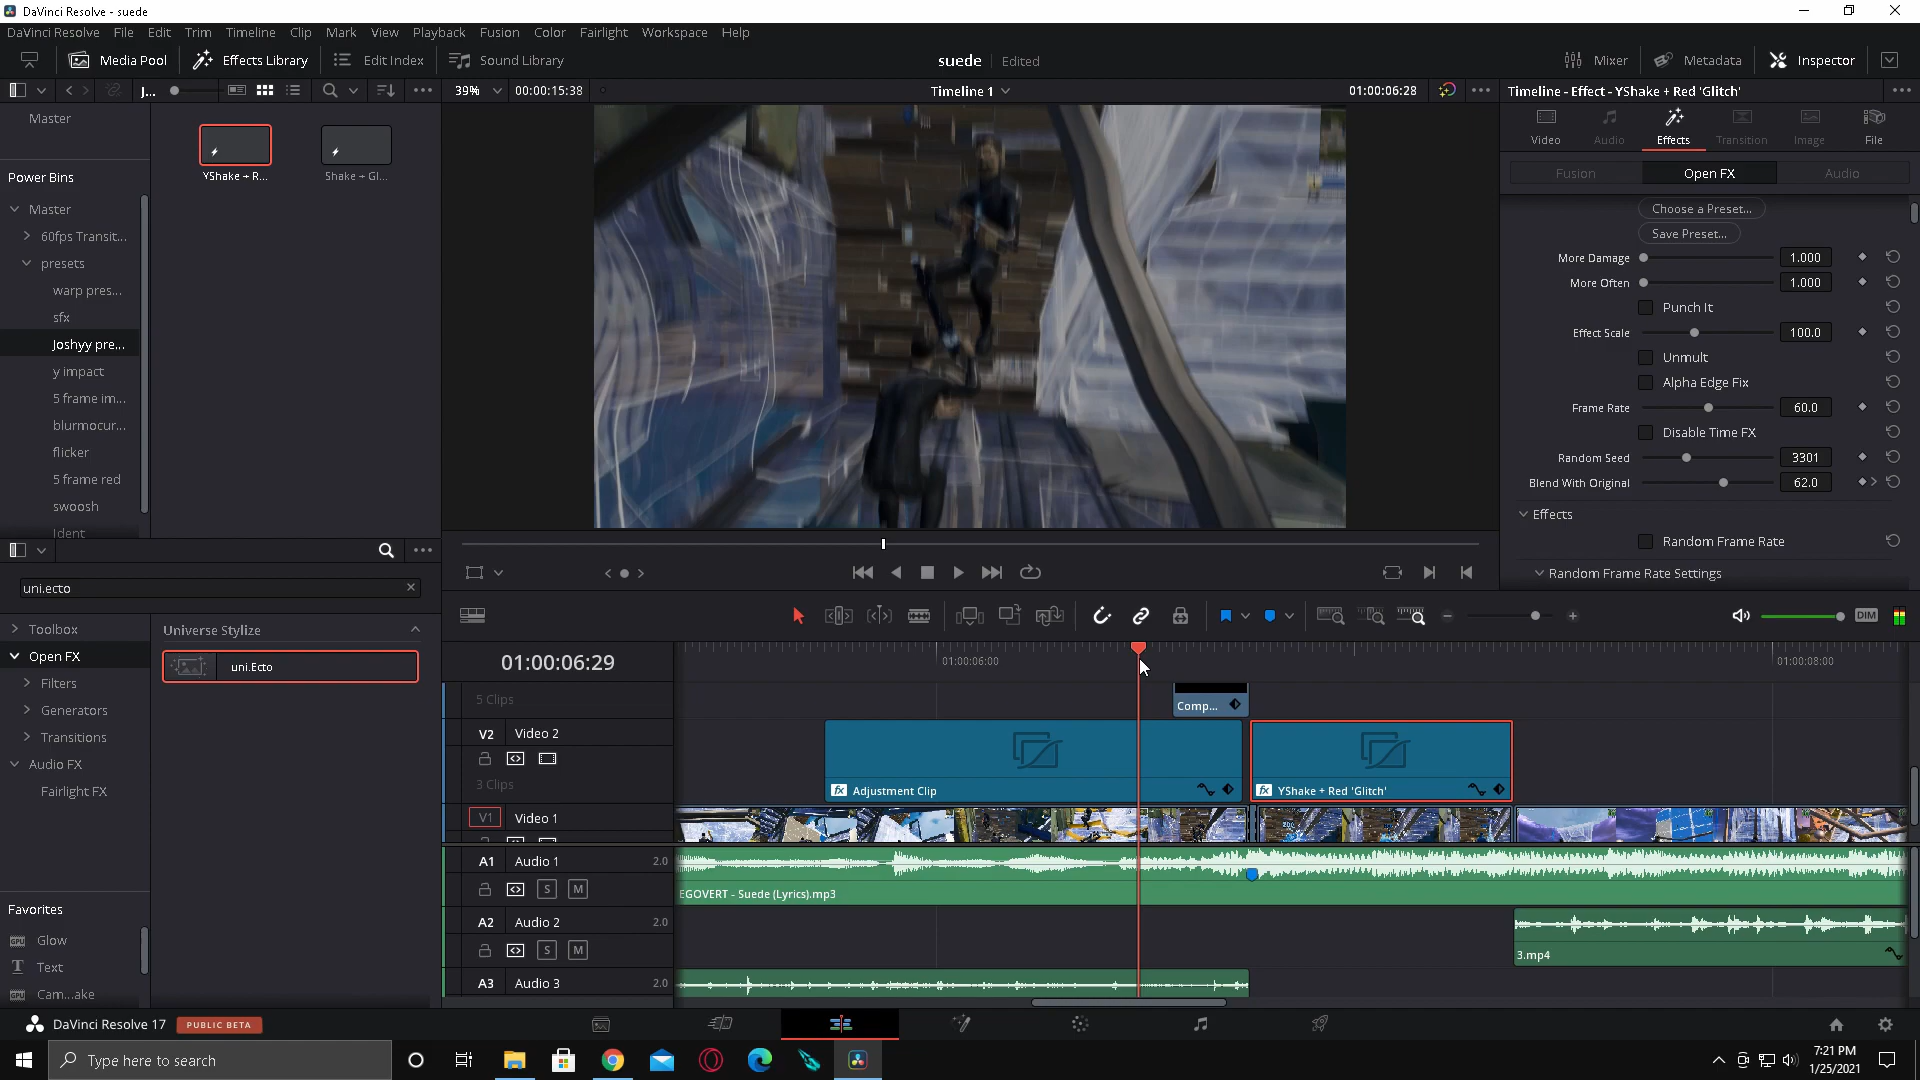 DaVinci Resolve - suede
DaVinci Resolve File Edit Trim Timeline Clip Mark View Playback Fusion Color Fairlight Workspace Help
Media Pool Effects Library Edit Index Sound Library suede Edited Mixer Metadata Inspector
J... 39% 00:00:15:38 Timeline 1 01:00:06:28 Timeline - Effect - YShake + Red 'Glitch'
Master
Video Audio Effects Transition Image File
YShake + R... Shake + Gl...
Power Bins
Fusion Open FX Audio
Master
60fps Transit...
presets
warp pres...
sfx
Joshyy pre...
y impact
5 frame im...
blurmocur...
flicker
5 frame red
swoosh
Ident
Choose a Preset...
Save Preset...
More Damage 1.000
More Often 1.000
Punch It
Effect Scale 100.0
Unmult
Alpha Edge Fix
Frame Rate 60.0
Disable Time FX
Random Seed 3301
Blend With Original 62.0
Effects
Random Frame Rate
Random Frame Rate Settings
uni.ecto
Toolbox
Open FX
Filters
Generators
Transitions
Audio FX
Fairlight FX
Universe Stylize
uni.Ecto
Favorites
Glow
T Text
Cam...ake
DIM
01:00:06:29 01:00:06:00 01:00:08:00
5 Clips
Comp...
V2 Video 2
3 Clips
fx Adjustment Clip fx YShake + Red 'Glitch'
V1 Video 1
A1 Audio 1 2.0
S M
EGOVERT - Suede (Lyrics).mp3
A2 Audio 2 2.0
S M
3.mp4
A3 Audio 3 2.0
DaVinci Resolve 17 PUBLIC BETA
Type here to search
7:21 PM
1/25/2021